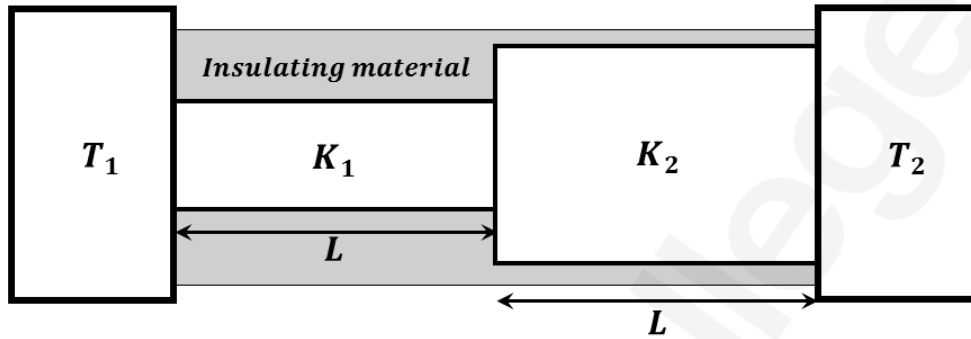 Insulating material
T₁
K₁
K₂
T₂
L
L